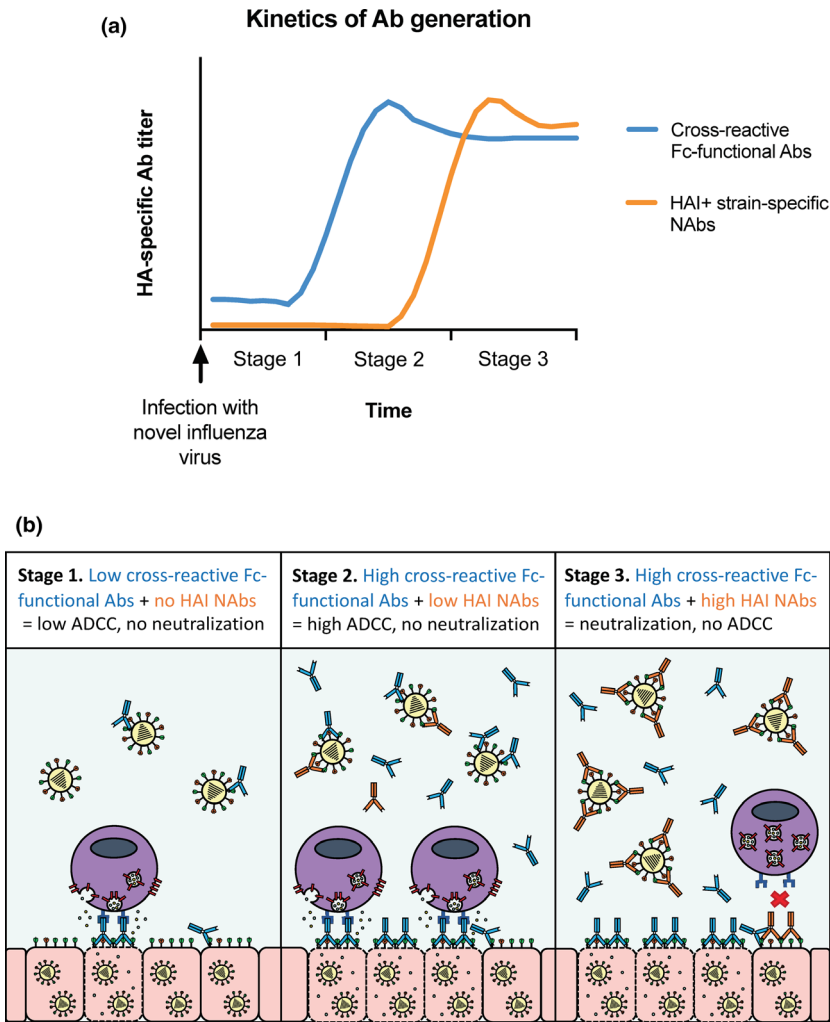 (a)
Kinetics of Ab generation
HA-specific Ab titer
Cross-reactive
Fc-functional Abs
HAI+ strain-specific
NAbs
Stage 1
Stage 2
Stage 3
Infection with
novel influenza
virus
Time
(b)
Stage 1. Low cross-reactive Fc-
functional Abs + no HAI NAbs
= low ADCC, no neutralization
Stage 2. High cross-reactive Fc-
functional Abs + low HAI NAbs
= high ADCC, no neutralization
Stage 3. High cross-reactive Fc-
functional Abs + high HAI NAbs
= neutralization, no ADCC